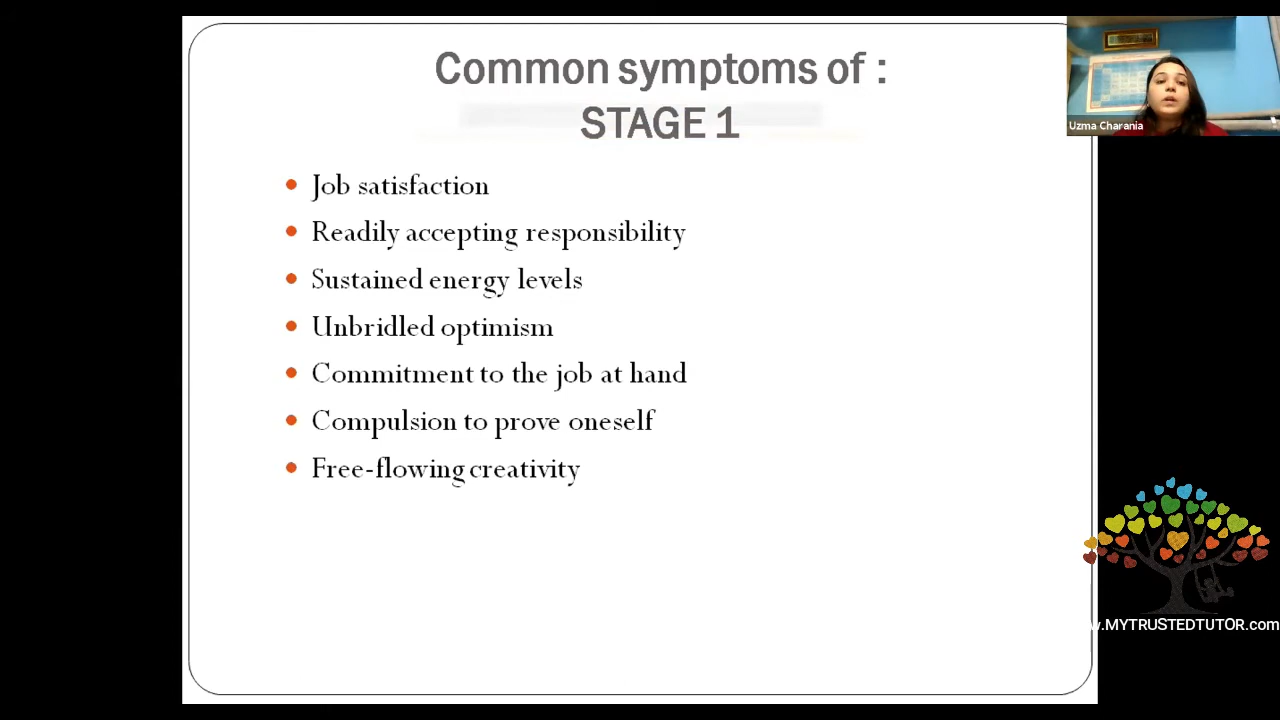 Common symptoms of :
STAGE 1
Job satisfaction
Readily accepting responsibility
Sustained energy levels
Unbridled optimism
Commitment to the job at hand
Compulsion to prove oneself
Free-flowing creativity
Uzma Charania
w.MYTRUSTEDTUTOR.com